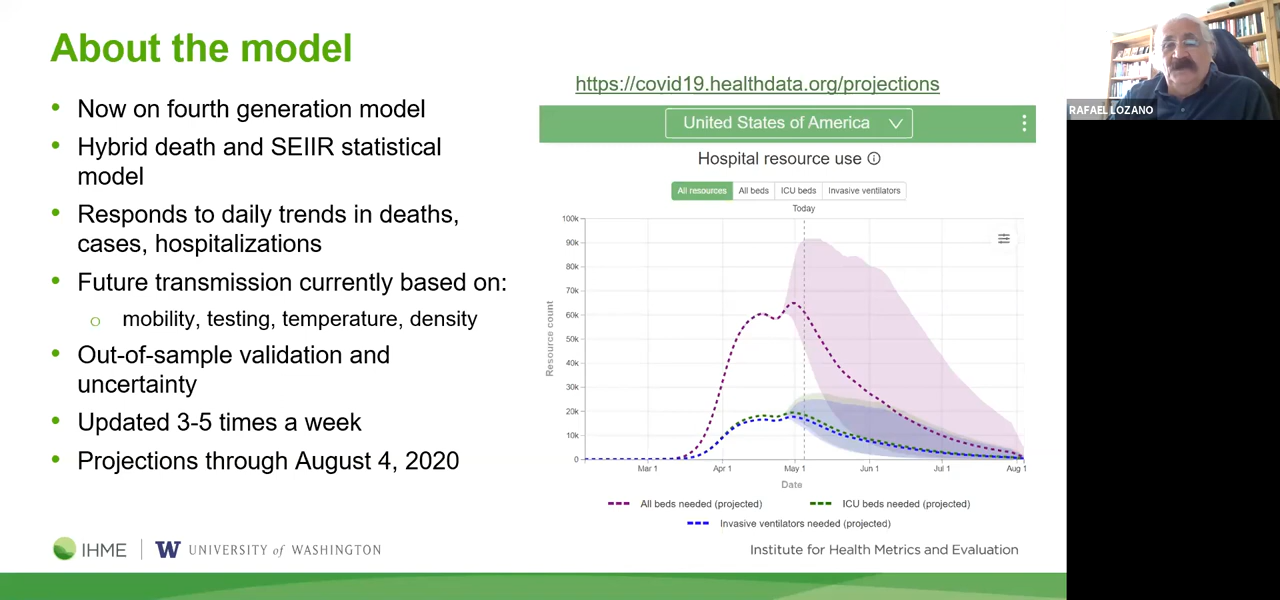 About the model
• Now on fourth generation model
• Hybrid death and SEIIR statistical
model
• Responds to daily trends in deaths,
cases, hospitalizations
• Future transmission currently based on:
o mobility, testing, temperature, density
• Out-of-sample validation and
uncertainty
• Updated 3-5 times a week
• Projections through August 4, 2020
https://covid19.healthdata.org/projections
United States of America
Hospital resource use
All resources All beds ICU beds Invasive ventilators
Today
100k
90k
80k
70k
60k
50k
40k
30k
20k
10k
0
Resource count
Mar 1 Apr 1 May 1 Jun 1 Jul 1 Aug 1
Date
All beds needed (projected) ICU beds needed (projected)
Invasive ventilators needed (projected)
IHME W UNIVERSITY of WASHINGTON
Institute for Health Metrics and Evaluation
RAFAEL LOZANO